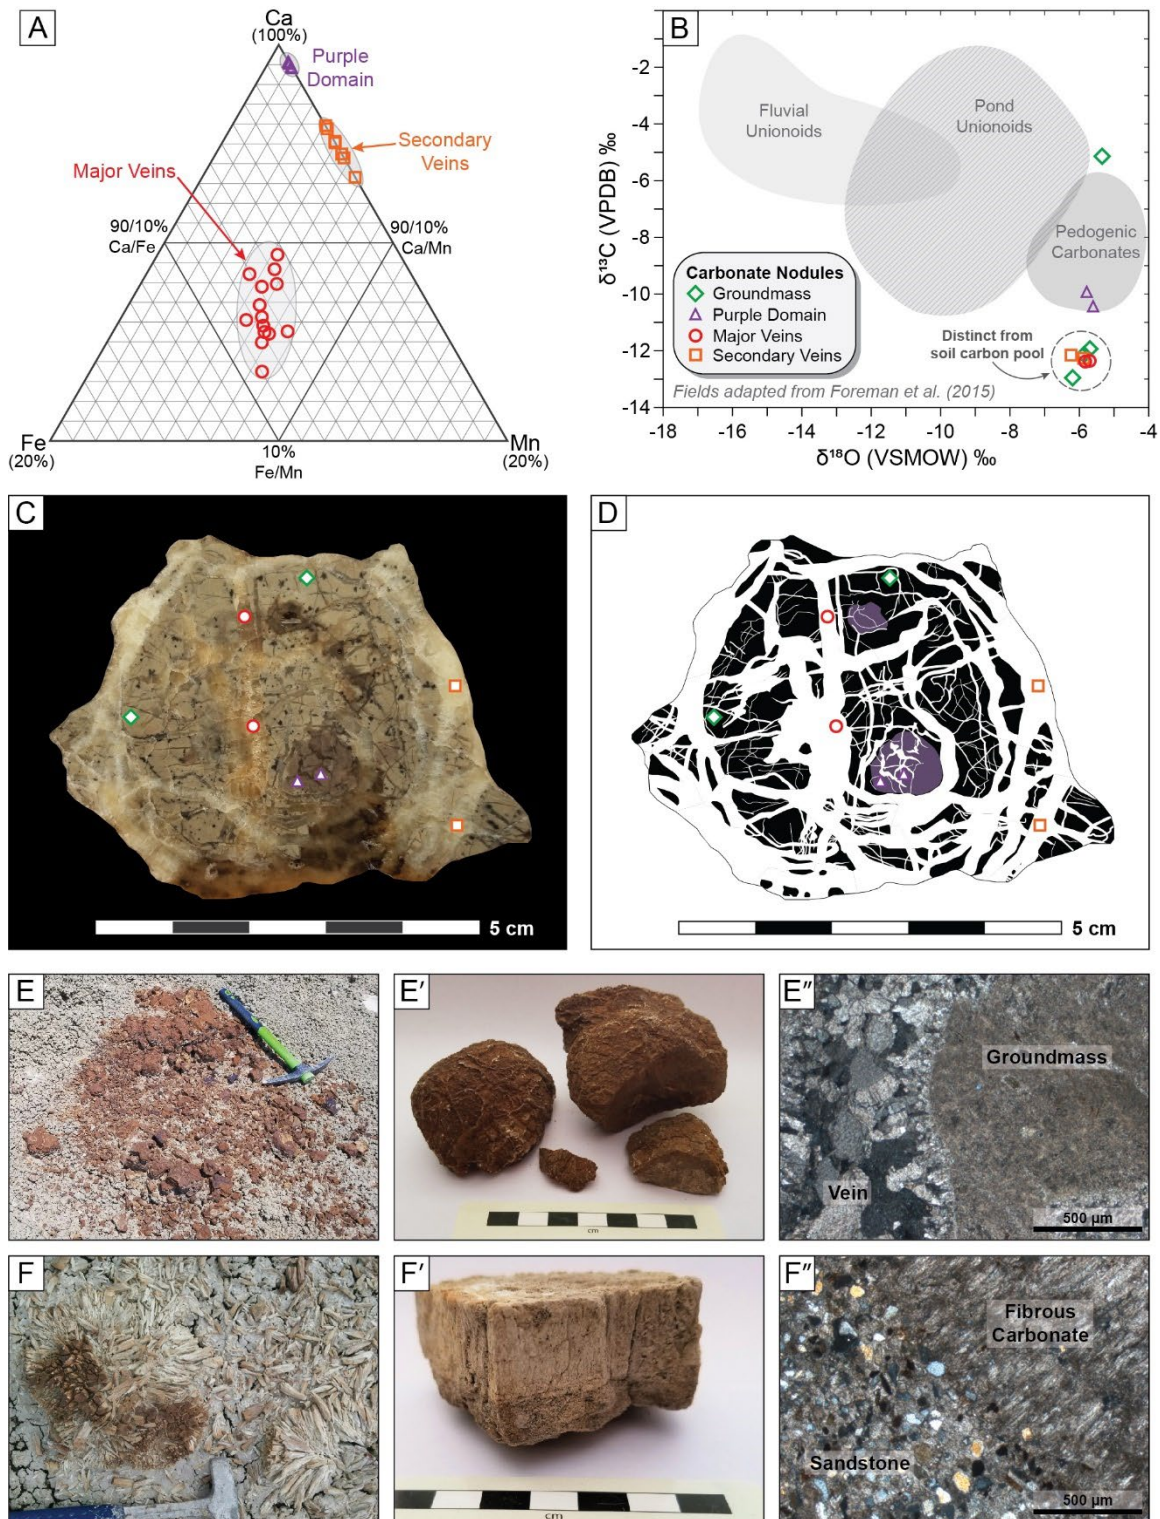 A
Ca
(100%)
Purple
Domain
Secondary
Veins
Major Veins
90/10%
Ca/Fe
90/10%
Ca/Mn
Fe
(20%)
10%
Fe/Mn
Mn
(20%)
B
-2
-4
-6
-8
-10
-12
-14
δ¹³C (VPDB) ‰
Fluvial
Unionoids
Pond
Unionoids
Pedogenic
Carbonates
Carbonate Nodules
Groundmass
Purple Domain
Major Veins
Secondary Veins
Distinct from
soil carbon pool
Fields adapted from Foreman et al. (2015)
-18 -16 -14 -12 -10 -8 -6 -4
δ¹⁸O (VSMOW) ‰
C
5 cm
D
5 cm
E
E′
cm
E″
Groundmass
Vein
500 µm
F
F′
cm
F″
Fibrous
Carbonate
Sandstone
500 µm